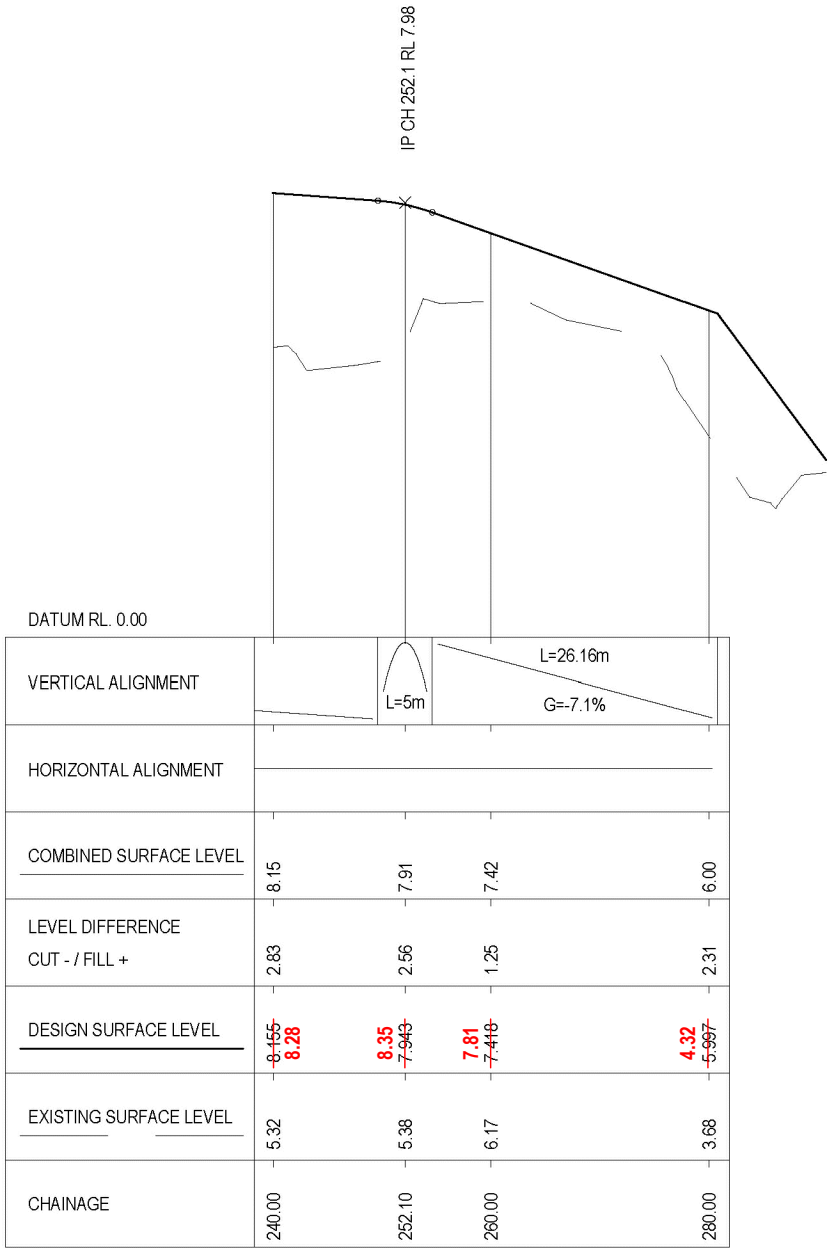 IP CH 252.1 RL 7.98
DATUM RL. 0.00
VERTICAL ALIGNMENT
L=5m
L=26.16m
G=-7.1%
HORIZONTAL ALIGNMENT
COMBINED SURFACE LEVEL
8.15
7.91
7.42
6.00
LEVEL DIFFERENCE
CUT - / FILL +
2.83
2.56
1.25
2.31
DESIGN SURFACE LEVEL
8.155
8.28
8.35
7.943
7.81
7.418
4.32
5.997
EXISTING SURFACE LEVEL
5.32
5.38
6.17
3.68
CHAINAGE
240.00
252.10
260.00
280.00